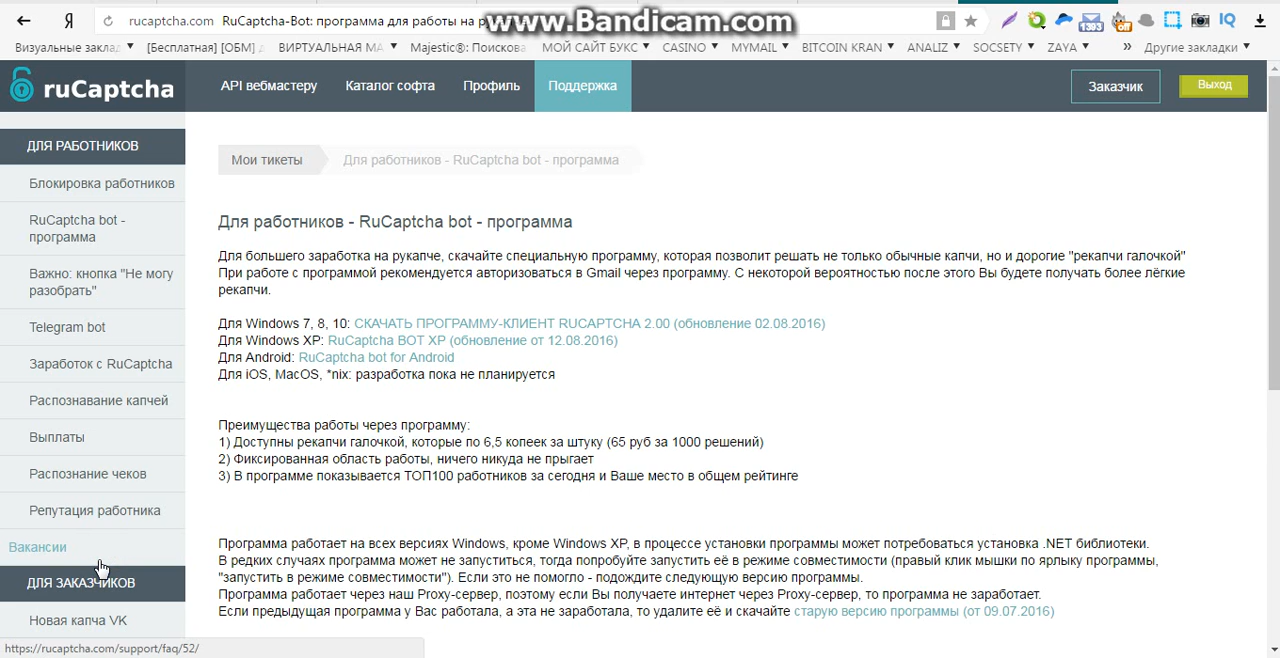 Я
rucaptcha.com RuCaptcha-Bot: программа для работы на
www.Bandicam.com
1393
off
IQ
Визуальные заклад
[Бесплатная] [ОБМ]
ВИРТУАЛЬНАЯ МА
Majestic®: Поискова
МОЙ САЙТ БУКС
CASINO
MYMAIL
BITCOIN KRAN
ANALIZ
SOCSETY
ZAYA
»
Другие закладки
ruCaptcha
API вебмастеру
Каталог софта
Профиль
Поддержка
Заказчик
Выход
ДЛЯ РАБОТНИКОВ
Блокировка работников
RuCaptcha bot -
программа
Важно: кнопка "Не могу
разобрать"
Telegram bot
Заработок с RuCaptcha
Распознавание капчей
Выплаты
Распознание чеков
Репутация работника
Вакансии
ДЛЯ ЗАКАЗЧИКОВ
Новая капча VK
https://rucaptcha.com/support/faq/52/
Мои тикеты
Для работников - RuCaptcha bot - программа
Для работников - RuCaptcha bot - программа
Для большего заработка на рукапче, скачайте специальную программу, которая позволит решать не только обычные капчи, но и дорогие "рекапчи галочкой"
При работе с программой рекомендуется авторизоваться в Gmail через программу. С некоторой вероятностью после этого Вы будете получать более лёгкие
рекапчи.
Для Windows 7, 8, 10: СКАЧАТЬ ПРОГРАММУ-КЛИЕНТ RUCAPTCHA 2.00 (обновление 02.08.2016)
Для Windows XP: RuCaptcha BOT XP (обновление от 12.08.2016)
Для Android: RuCaptcha bot for Android
Для iOS, MacOS, *nix: разработка пока не планируется
Преимущества работы через программу:
1) Доступны рекапчи галочкой, которые по 6,5 копеек за штуку (65 руб за 1000 решений)
2) Фиксированная область работы, ничего никуда не прыгает
3) В программе показывается ТОП100 работников за сегодня и Ваше место в общем рейтинге
Программа работает на всех версиях Windows, кроме Windows XP, в процессе установки программы может потребоваться установка .NET библиотеки.
В редких случаях программа может не запуститься, тогда попробуйте запустить её в режиме совместимости (правый клик мышки по ярлыку программы,
"запустить в режиме совместимости"). Если это не помогло - подождите следующую версию программы.
Программа работает через наш Proxy-сервер, поэтому если Вы получаете интернет через Proxy-сервер, то программа не заработает.
Если предыдущая программа у Вас работала, а эта не заработала, то удалите её и скачайте старую версию программы (от 09.07.2016)